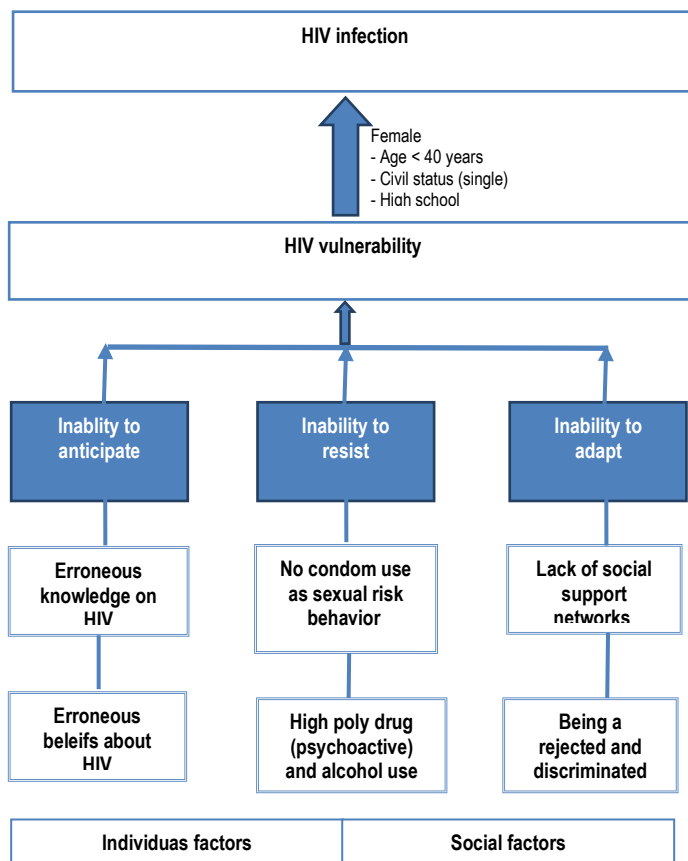 HIV infection
Female
- Age < 40 years
- Civil status (single)
- High school
HIV vulnerability
Inablity to
anticipate
Inability to
resist
Inability to
adapt
Erroneous
knowledge on
HIV
No condom use
as sexual risk
behavior
Lack of social
support
networks
Erroneous
beleifs about
HIV
High poly drug
(psychoactive)
and alcohol use
Being a
rejected and
discriminated
Individuas factors
Social factors